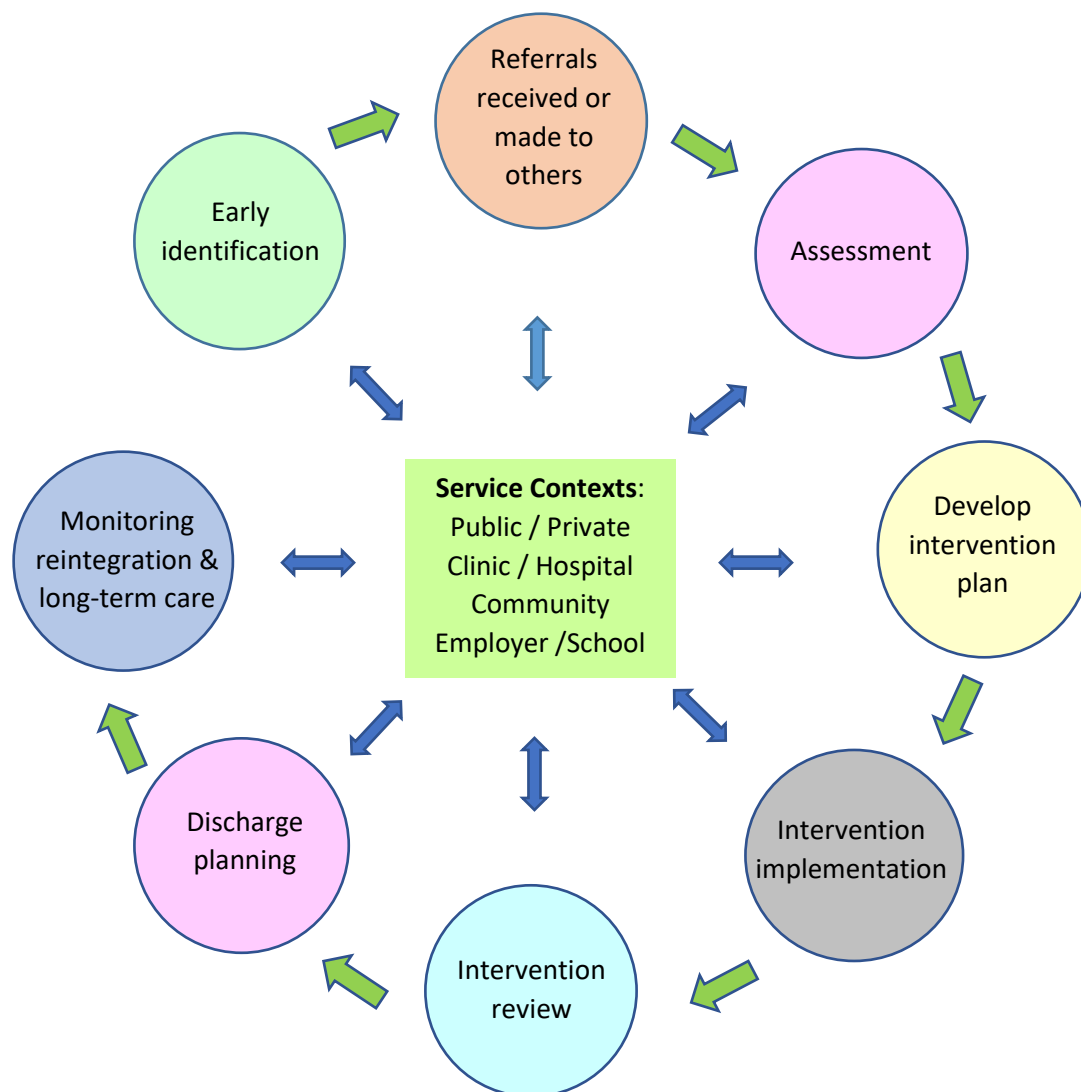 Referrals
received or
made to
others
Assessment
Develop
intervention
plan
Intervention
implementation
Intervention
review
Discharge
planning
Monitoring
reintegration &
long-term care
Early
identification
Service Contexts:
Public / Private
Clinic / Hospital
Community
Employer /School